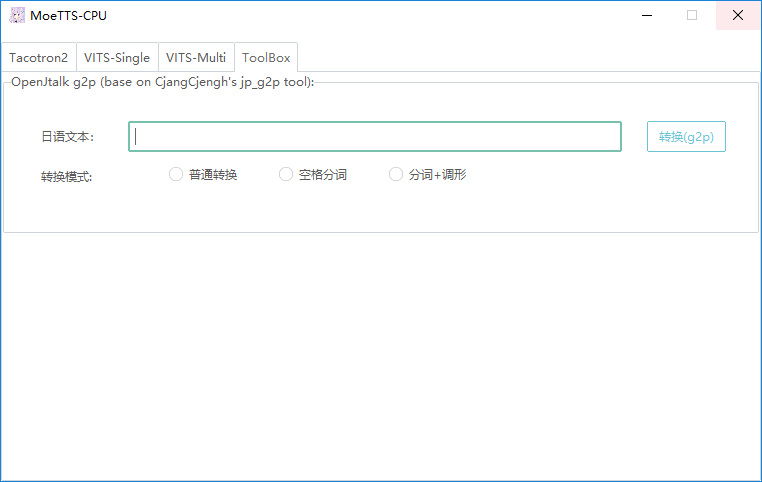 MoeTTS-CPU
Tacotron2 VITS-Single VITS-Multi ToolBox
OpenJtalk g2p (base on CjangCjengh's jp_g2p tool):
日语文本： 转换(g2p)
转换模式: 普通转换 空格分词 分词+调形